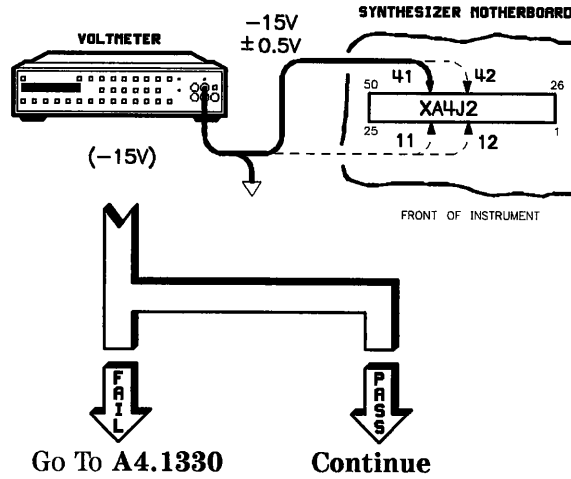 SYNTHESIZER MOTHERBOARD
VOLTMETER
-15V
± 0.5V
41 42
50 26
XA4J2
25 11 12 1
(-15V)
FRONT OF INSTRUMENT
FAIL
PASS
Go To A4.1330
Continue